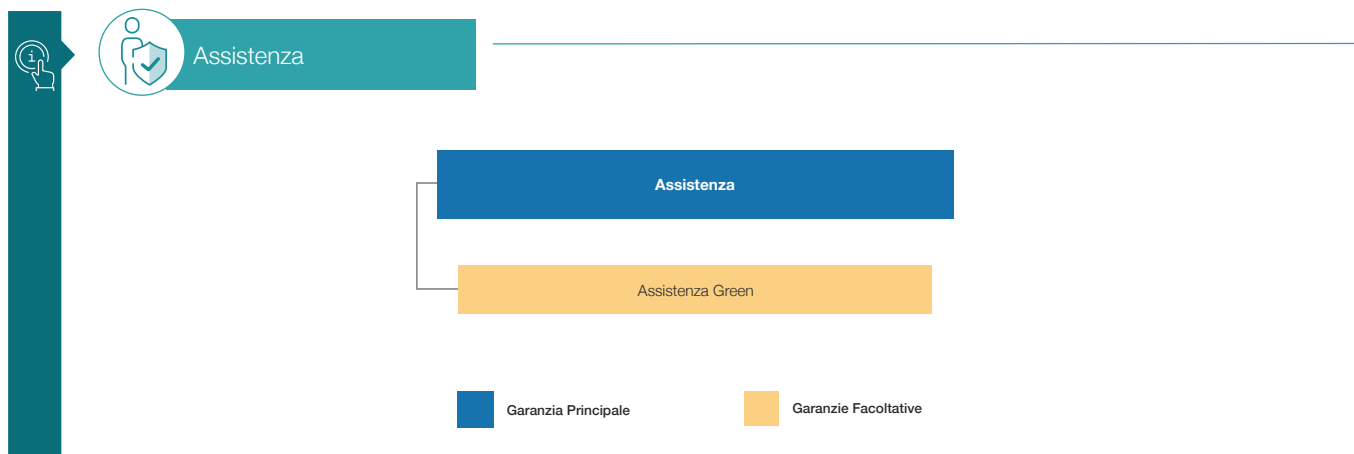 i
Assistenza
Assistenza
Assistenza Green
Garanzia Principale
Garanzie Facoltative